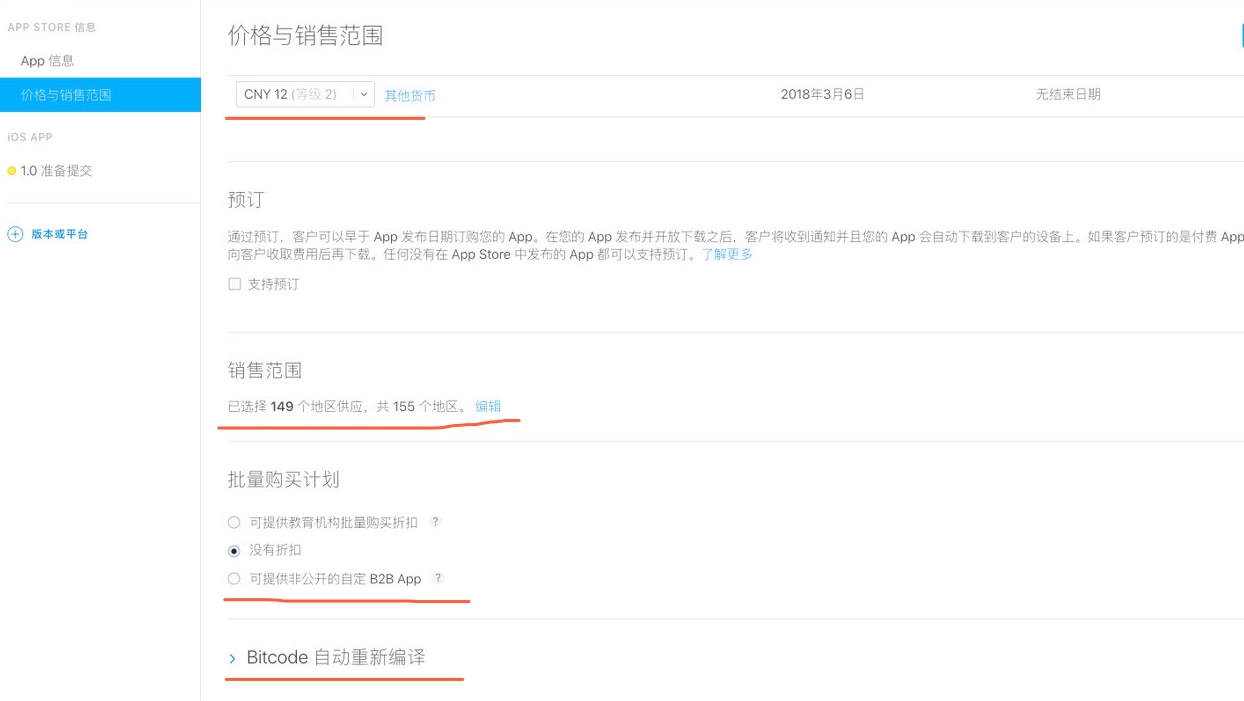 APP STORE 信息
App 信息
价格与销售范围
iOS APP
1.0 准备提交
版本或平台
价格与销售范围
CNY 12 (等级 2) 其他货币 2018年3月6日 无结束日期
预订
通过预订，客户可以早于 App 发布日期订购您的 App。在您的 App 发布并开放下载之后，客户将收到通知并且您的 App 会自动下载到客户的设备上。如果客户预订的是付费 App
向客户收取费用后再下载。任何没有在 App Store 中发布的 App 都可以支持预订。了解更多
支持预订
销售范围
已选择 149 个地区供应，共 155 个地区。 编辑
批量购买计划
可提供教育机构批量购买折扣 ?
没有折扣
可提供非公开的自定 B2B App ?
Bitcode 自动重新编译